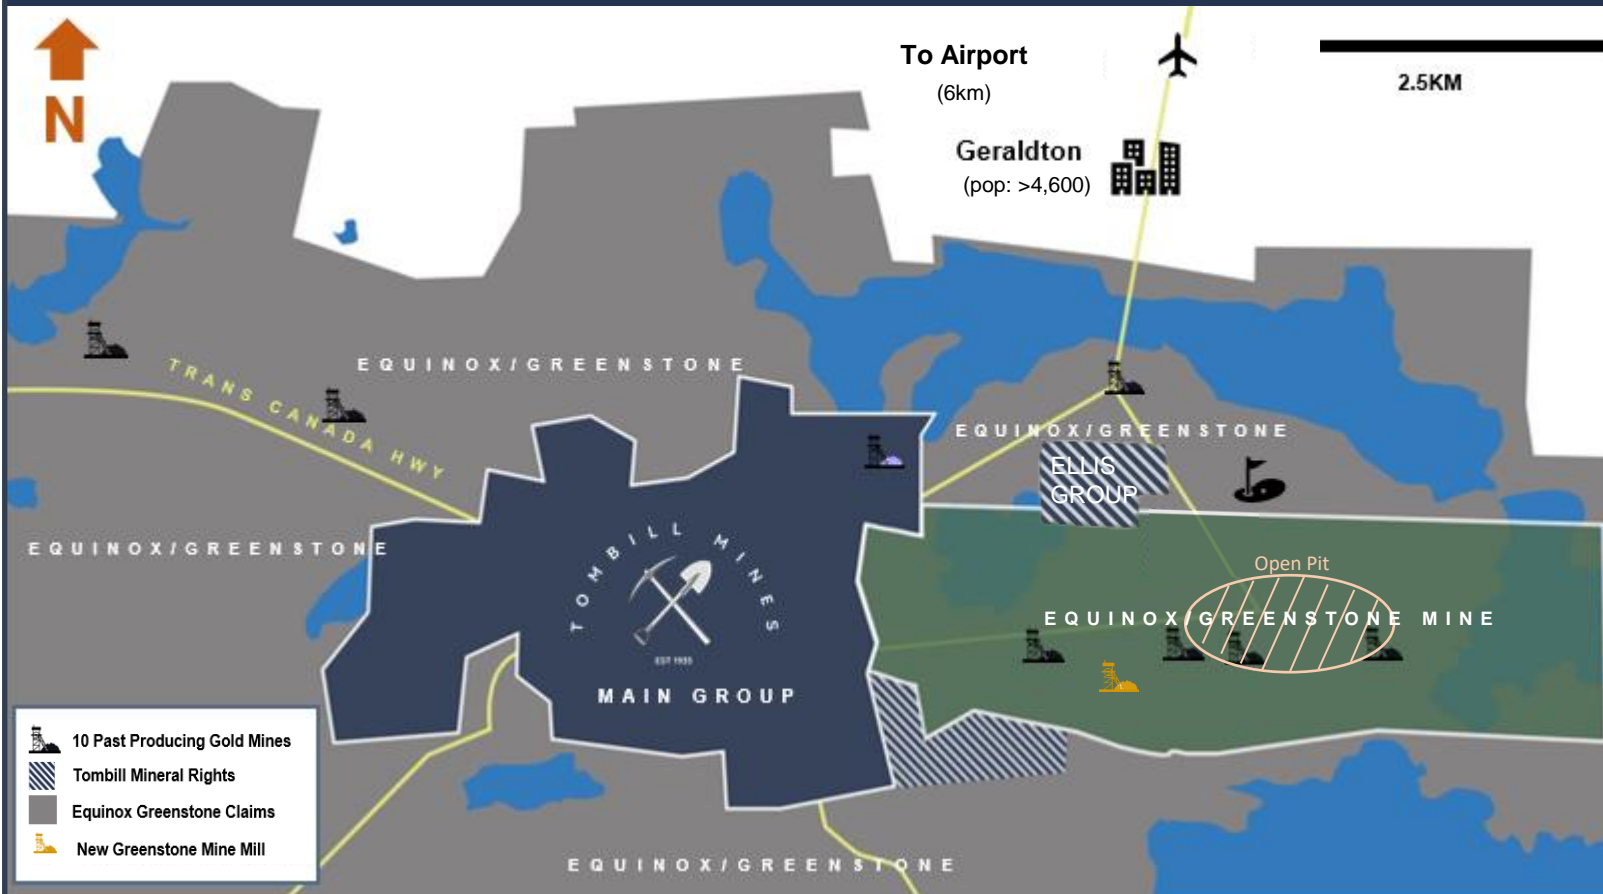 N
To Airport
(6km)
2.5KM
Geraldton
(pop: >4,600)
EQUINOX/GREENSTONE
TRANS CANADA HWY
EQUINOX/GREENSTONE
ELLIS
GROUP
EQUINOX/GREENSTONE
TOMBILL MINES
EST 1935
MAIN GROUP
Open Pit
EQUINOX/GREENSTONE MINE
10 Past Producing Gold Mines
Tombill Mineral Rights
Equinox Greenstone Claims
New Greenstone Mine Mill
EQUINOX/GREENSTONE